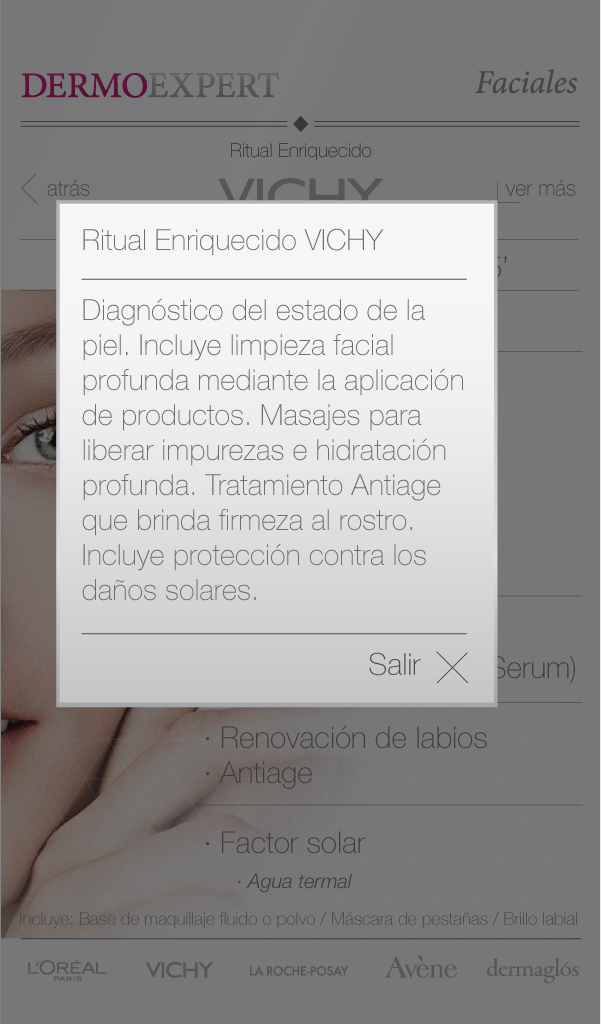 DERMOEXPERT
Faciales
Ritual Enriquecido
atrás
VICHY
ver más
5’
Ritual Enriquecido VICHY
Diagnóstico del estado de la
piel. Incluye limpieza facial
profunda mediante la aplicación
de productos. Masajes para
liberar impurezas e hidratación
profunda. Tratamiento Antiage
que brinda firmeza al rostro.
Incluye protección contra los
daños solares.
Salir
Serum)
· Renovación de labios
· Antiage
· Factor solar
· Agua termal
Incluye: Base de maquillaje fluido o polvo / Máscara de pestañas / Brillo labial
L'ORÉAL
PARIS
VICHY
LA ROCHE-POSAY
Avène
dermaglós